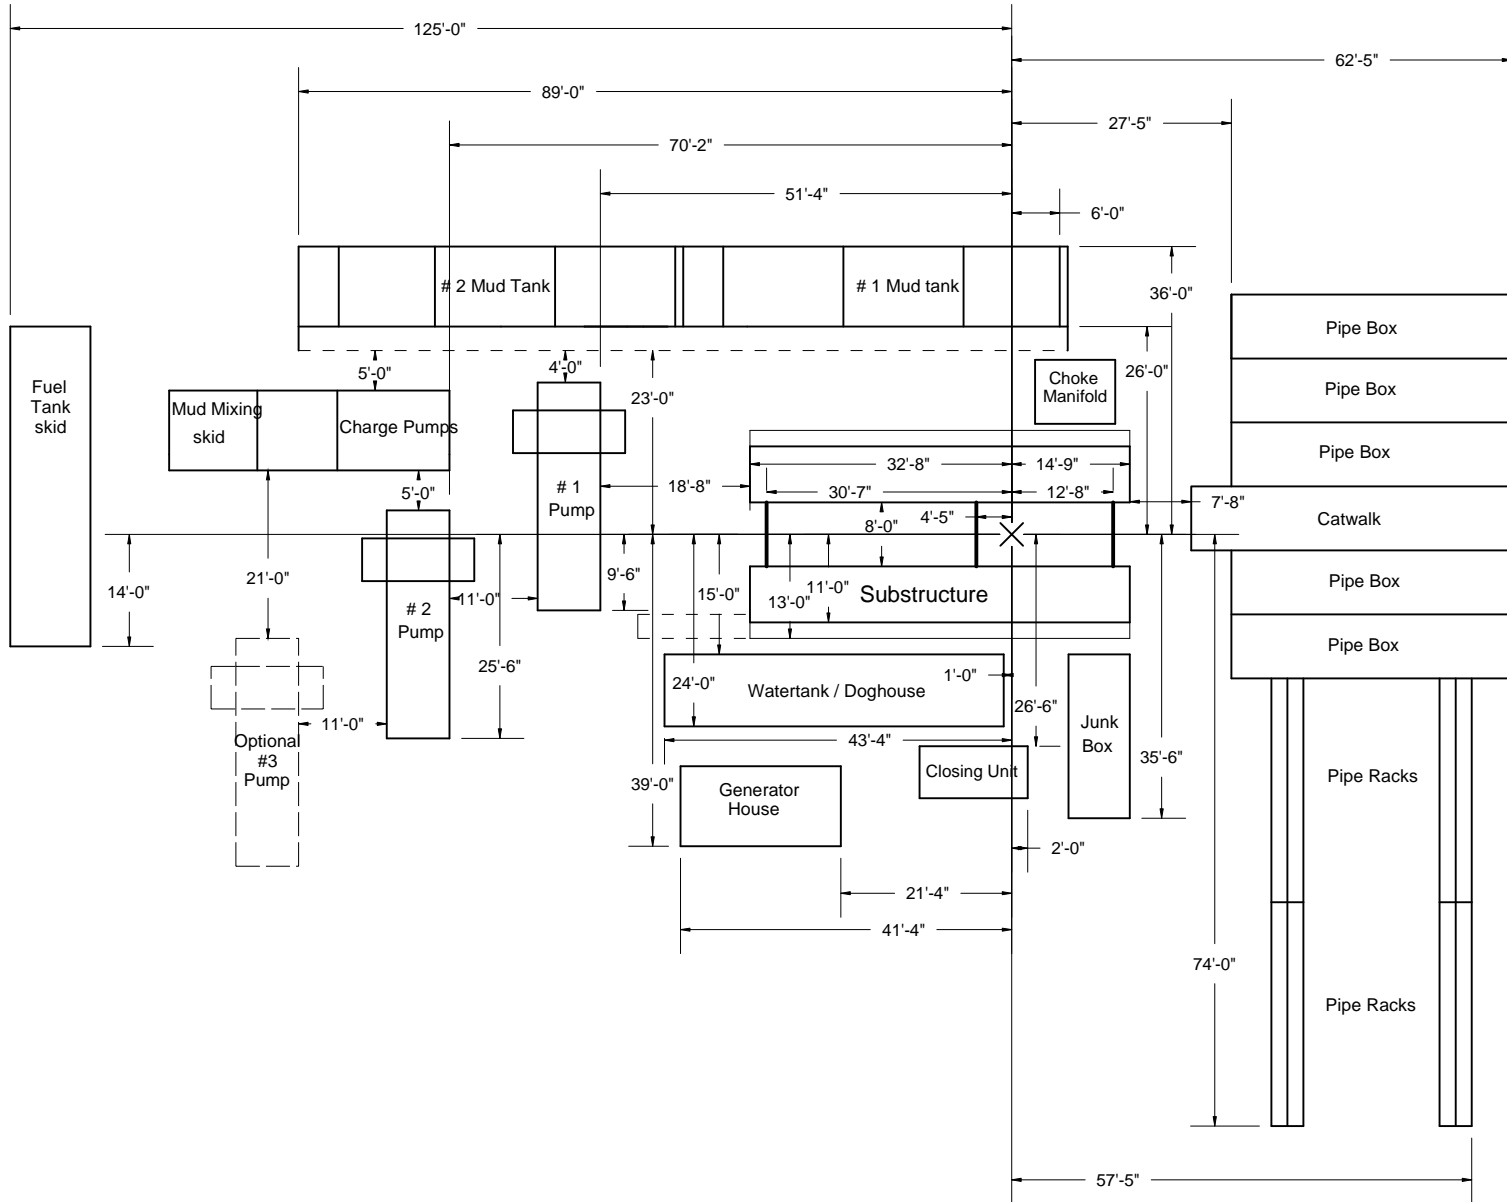 125'-0"
62'-5"
89'-0"
27'-5"
70'-2"
51'-4"
6'-0"
# 2 Mud Tank
# 1 Mud tank
36'-0"
Pipe Box
5'-0"
4'-0"
26'-0"
Fuel
Tank
skid
Choke
Manifold
Pipe Box
23'-0"
Mud Mixing
skid
Charge Pumps
Pipe Box
32'-8"
14'-9"
5'-0"
# 1
Pump
18'-8"
30'-7"
12'-8"
7'-8"
4'-5"
8'-0"
Catwalk
14'-0"
21'-0"
9'-6"
11'-0"
15'-0"
13'-0"
11'-0"
Substructure
Pipe Box
# 2
Pump
Pipe Box
25'-6"
24'-0"
Watertank / Doghouse
1'-0"
26'-6"
11'-0"
Junk
Box
Optional
#3
Pump
43'-4"
35'-6"
39'-0"
Generator
House
Closing Unit
Pipe Racks
2'-0"
21'-4"
41'-4"
74'-0"
Pipe Racks
57'-5"